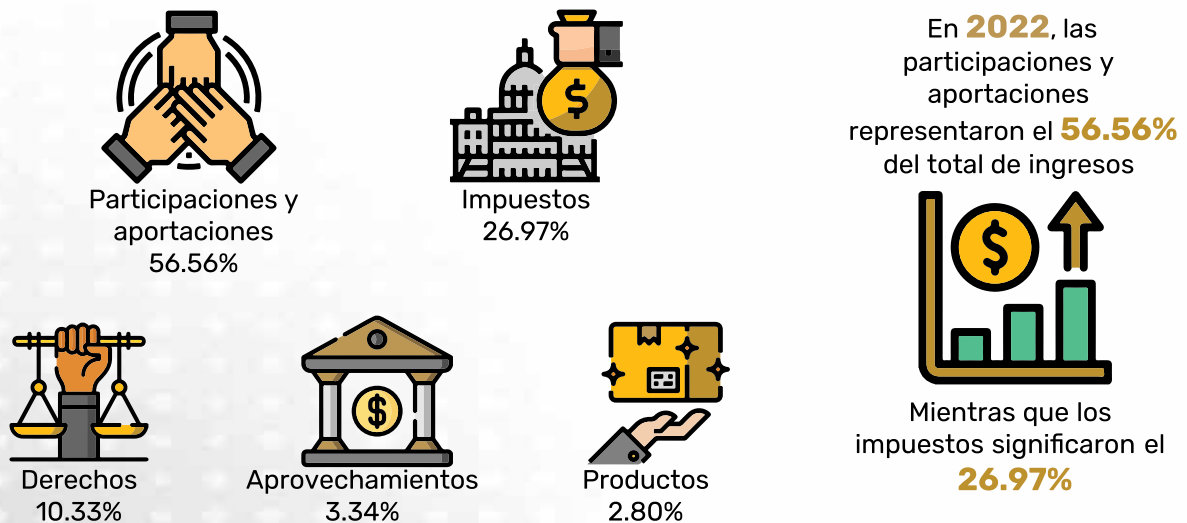 Participaciones y
aportaciones
56.56%
Impuestos
26.97%
Derechos
10.33%
Aprovechamientos
3.34%
Productos
2.80%
En 2022, las
participaciones y
aportaciones
representaron el 56.56%
del total de ingresos
Mientras que los
impuestos significaron el
26.97%